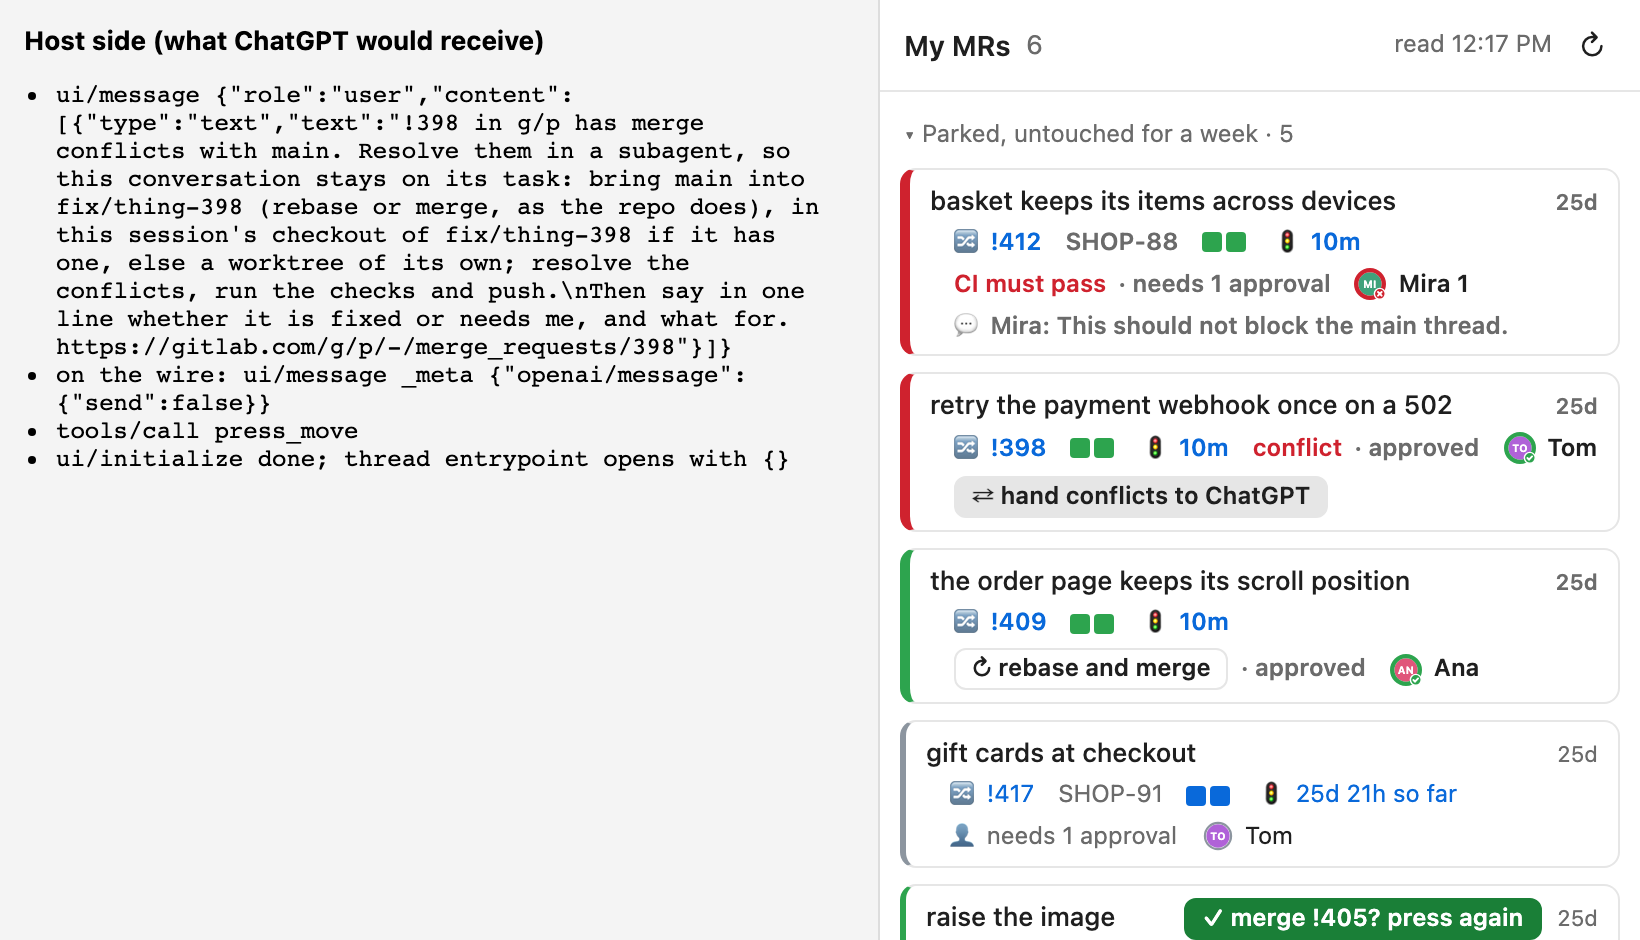 Host side (what ChatGPT would receive)
ui/message {"role":"user","content":
[{"type":"text","text":"!398 in g/p has merge
conflicts with main. Resolve them in a subagent, so
this conversation stays on its task: bring main into
fix/thing-398 (rebase or merge, as the repo does), in
this session's checkout of fix/thing-398 if it has
one, else a worktree of its own; resolve the
conflicts, run the checks and push.\nThen say in one
line whether it is fixed or needs me, and what for.
https://gitlab.com/g/p/-/merge_requests/398"}]}
on the wire: ui/message _meta {"openai/message":
{"send":false}}
tools/call press_move
ui/initialize done; thread entrypoint opens with {}
My MRs 6 read 12:17 PM
Parked, untouched for a week · 5
basket keeps its items across devices 25d
!412 SHOP-88 10m
CI must pass · needs 1 approval MI Mira 1
Mira: This should not block the main thread.
retry the payment webhook once on a 502 25d
!398 10m conflict · approved TO Tom
⇄ hand conflicts to ChatGPT
the order page keeps its scroll position 25d
!409 10m
↻ rebase and merge · approved AN Ana
gift cards at checkout 25d
!417 SHOP-91 25d 21h so far
needs 1 approval TO Tom
raise the image ✓ merge !405? press again 25d